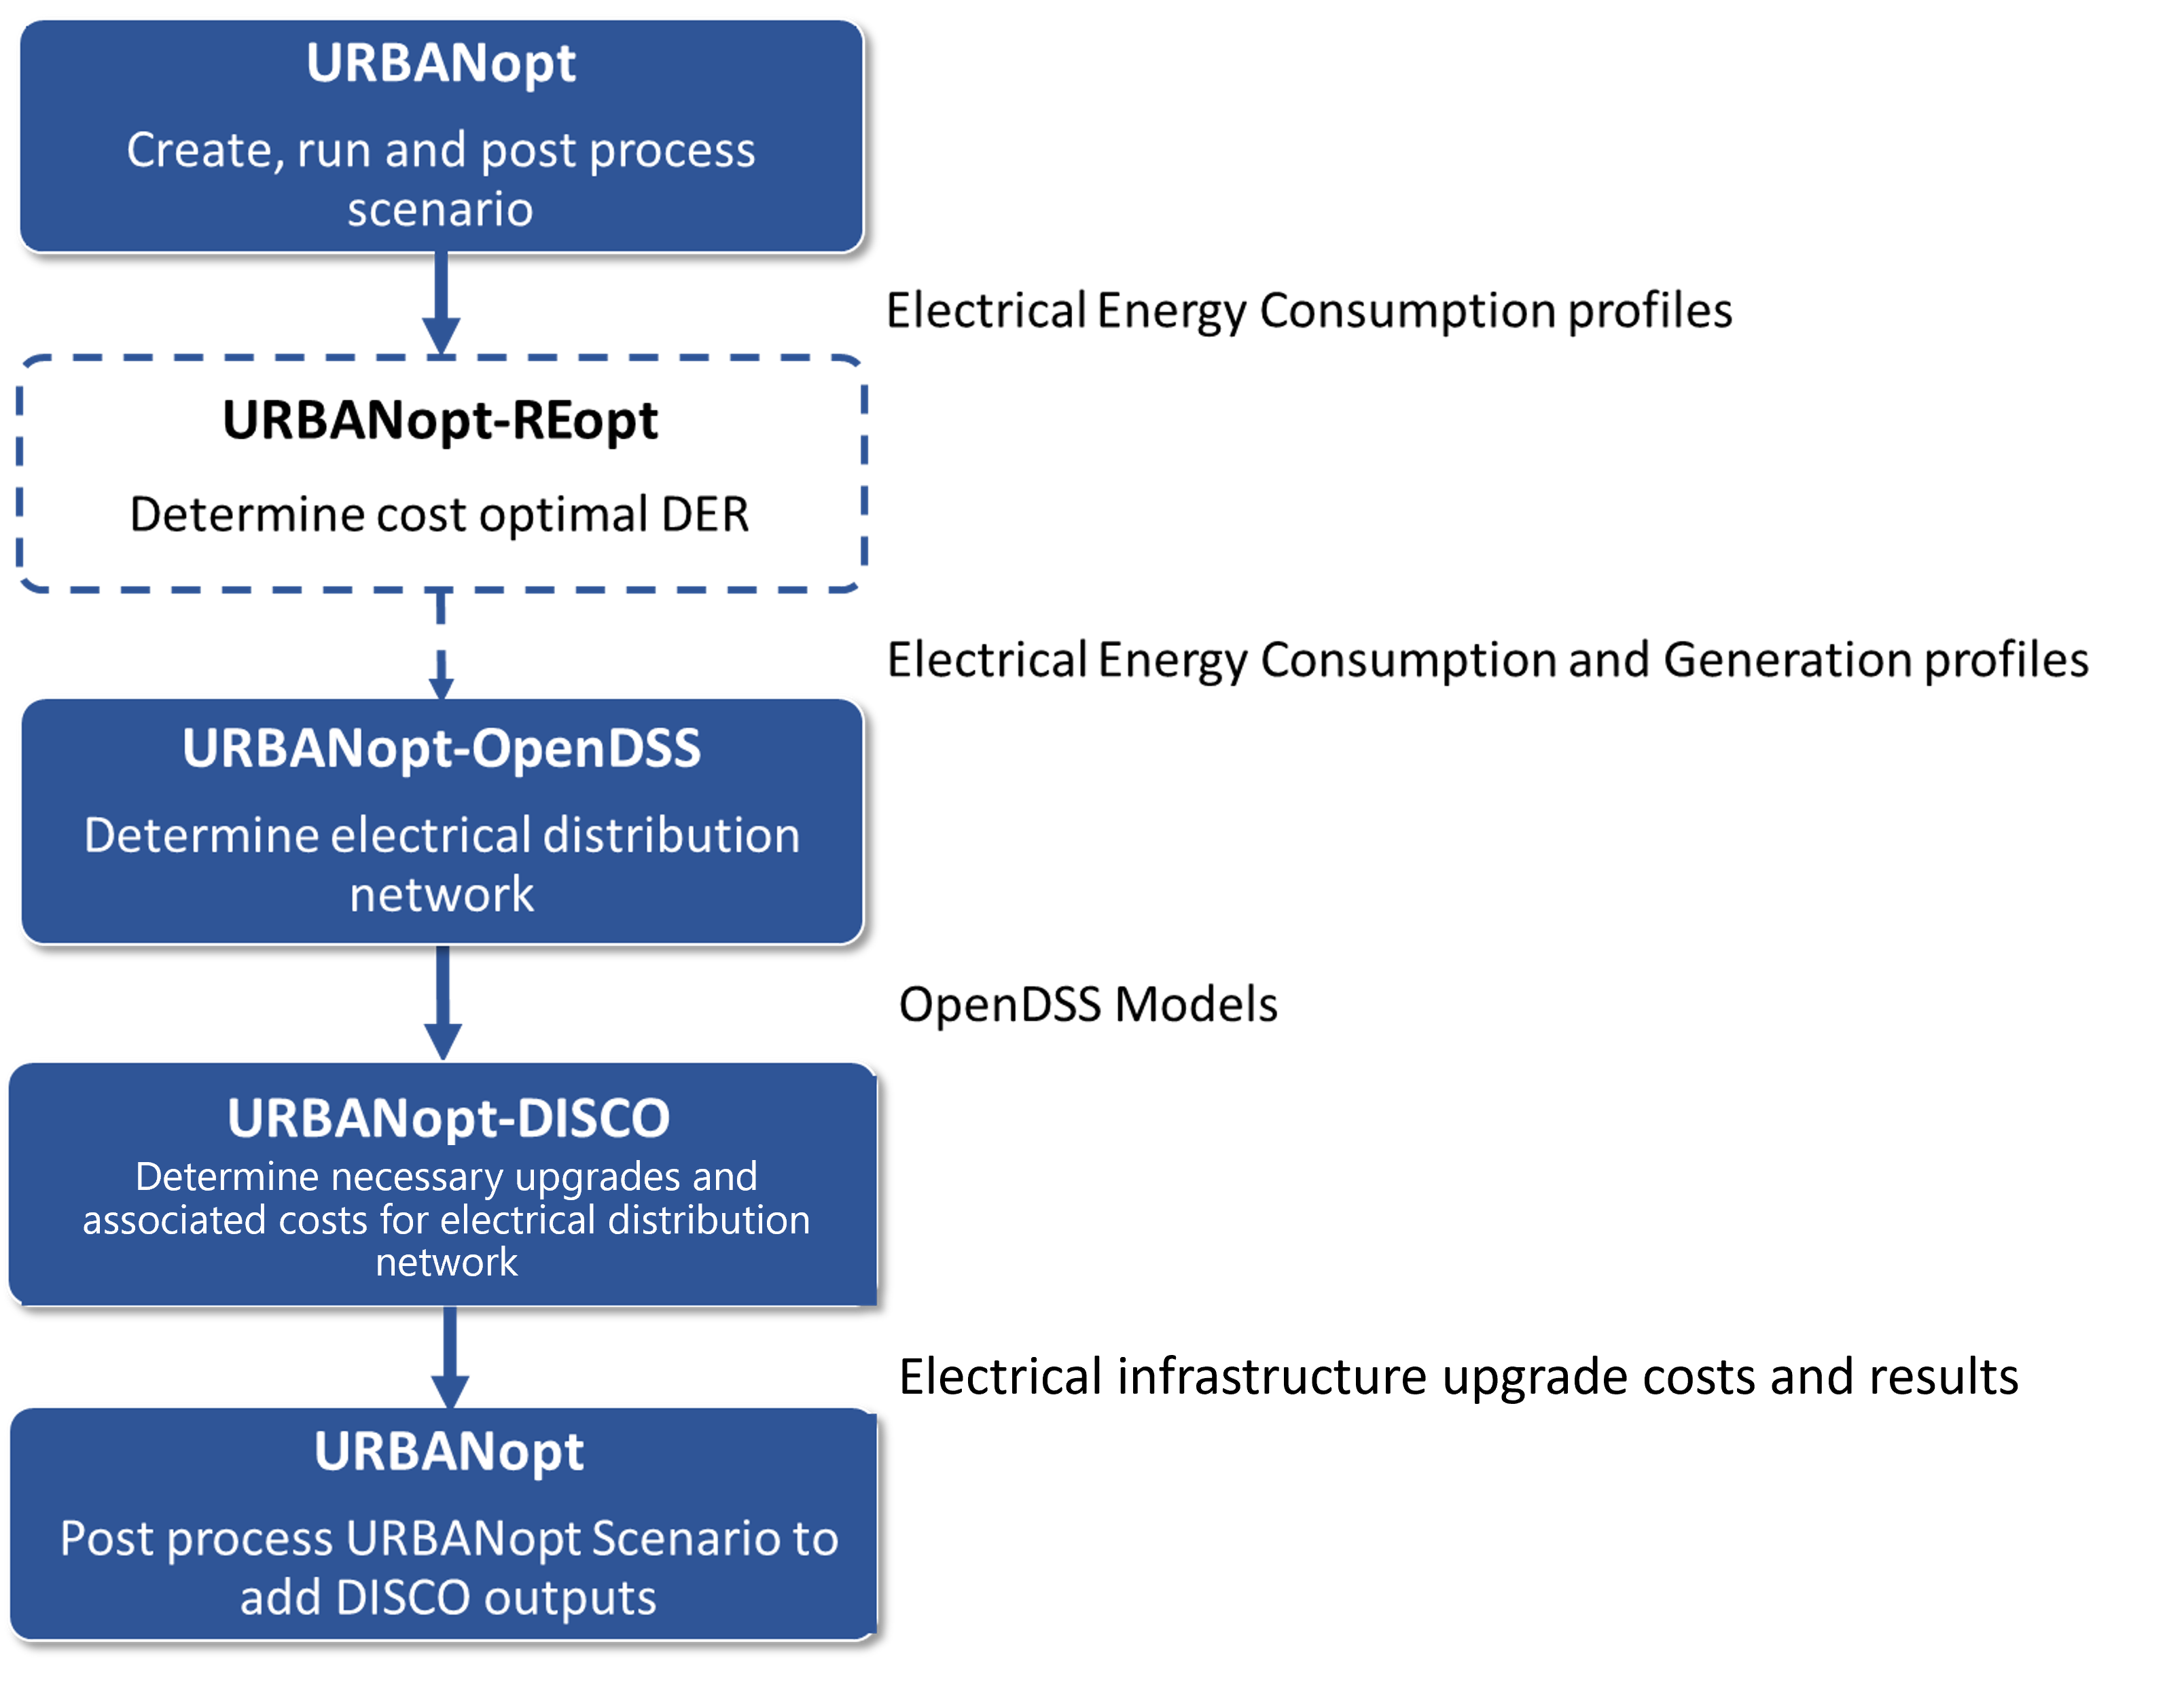 URBANopt
Create, run and post process
scenario
Electrical Energy Consumption profiles
URBANopt-REopt
Determine cost optimal DER
Electrical Energy Consumption and Generation profiles
URBANopt-OpenDSS
Determine electrical distribution
network
OpenDSS Models
URBANopt-DISCO
Determine necessary upgrades and
associated costs for electrical distribution
network
Electrical infrastructure upgrade costs and results
URBANopt
Post process URBANopt Scenario to
add DISCO outputs